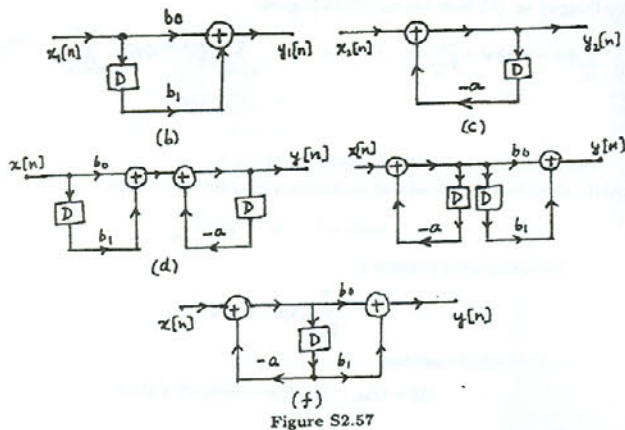 b₀
x₁[n] D + y₁[n]
b₁
(b)
x₂[n] + D y₂[n]
-a
(c)
x[n] b₀ + + y[n]
D D
b₁ -a
(d)
x[n] + b₀ + y[n]
D D
-a b₁
x[n] + b₀ + y[n]
D
-a b₁
(f)
Figure S2.57